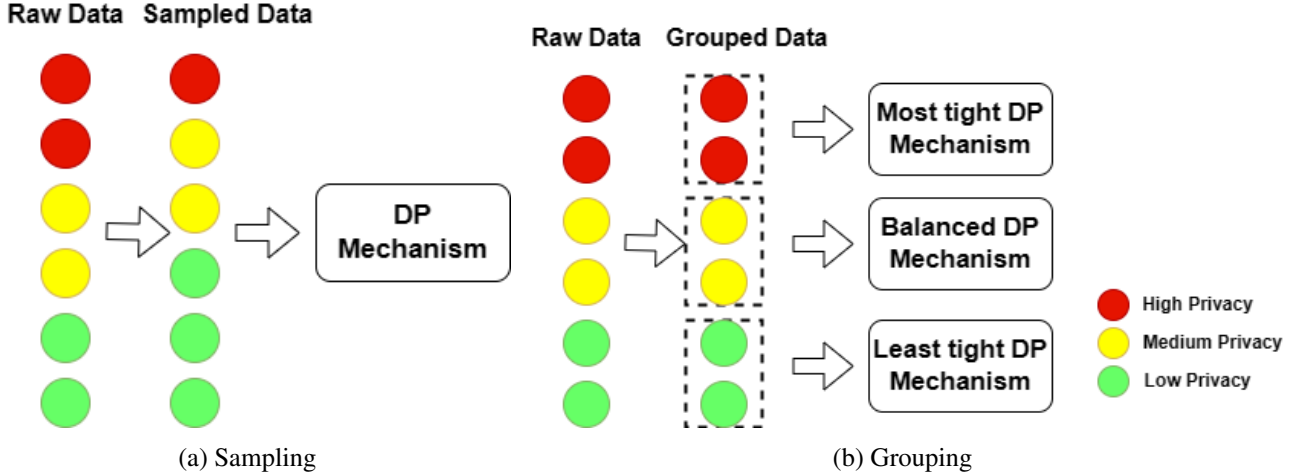 Raw Data
Sampled Data
DP
Mechanism
(a) Sampling
Raw Data
Grouped Data
Most tight DP
Mechanism
Balanced DP
Mechanism
Least tight DP
Mechanism
High Privacy
Medium Privacy
Low Privacy
(b) Grouping